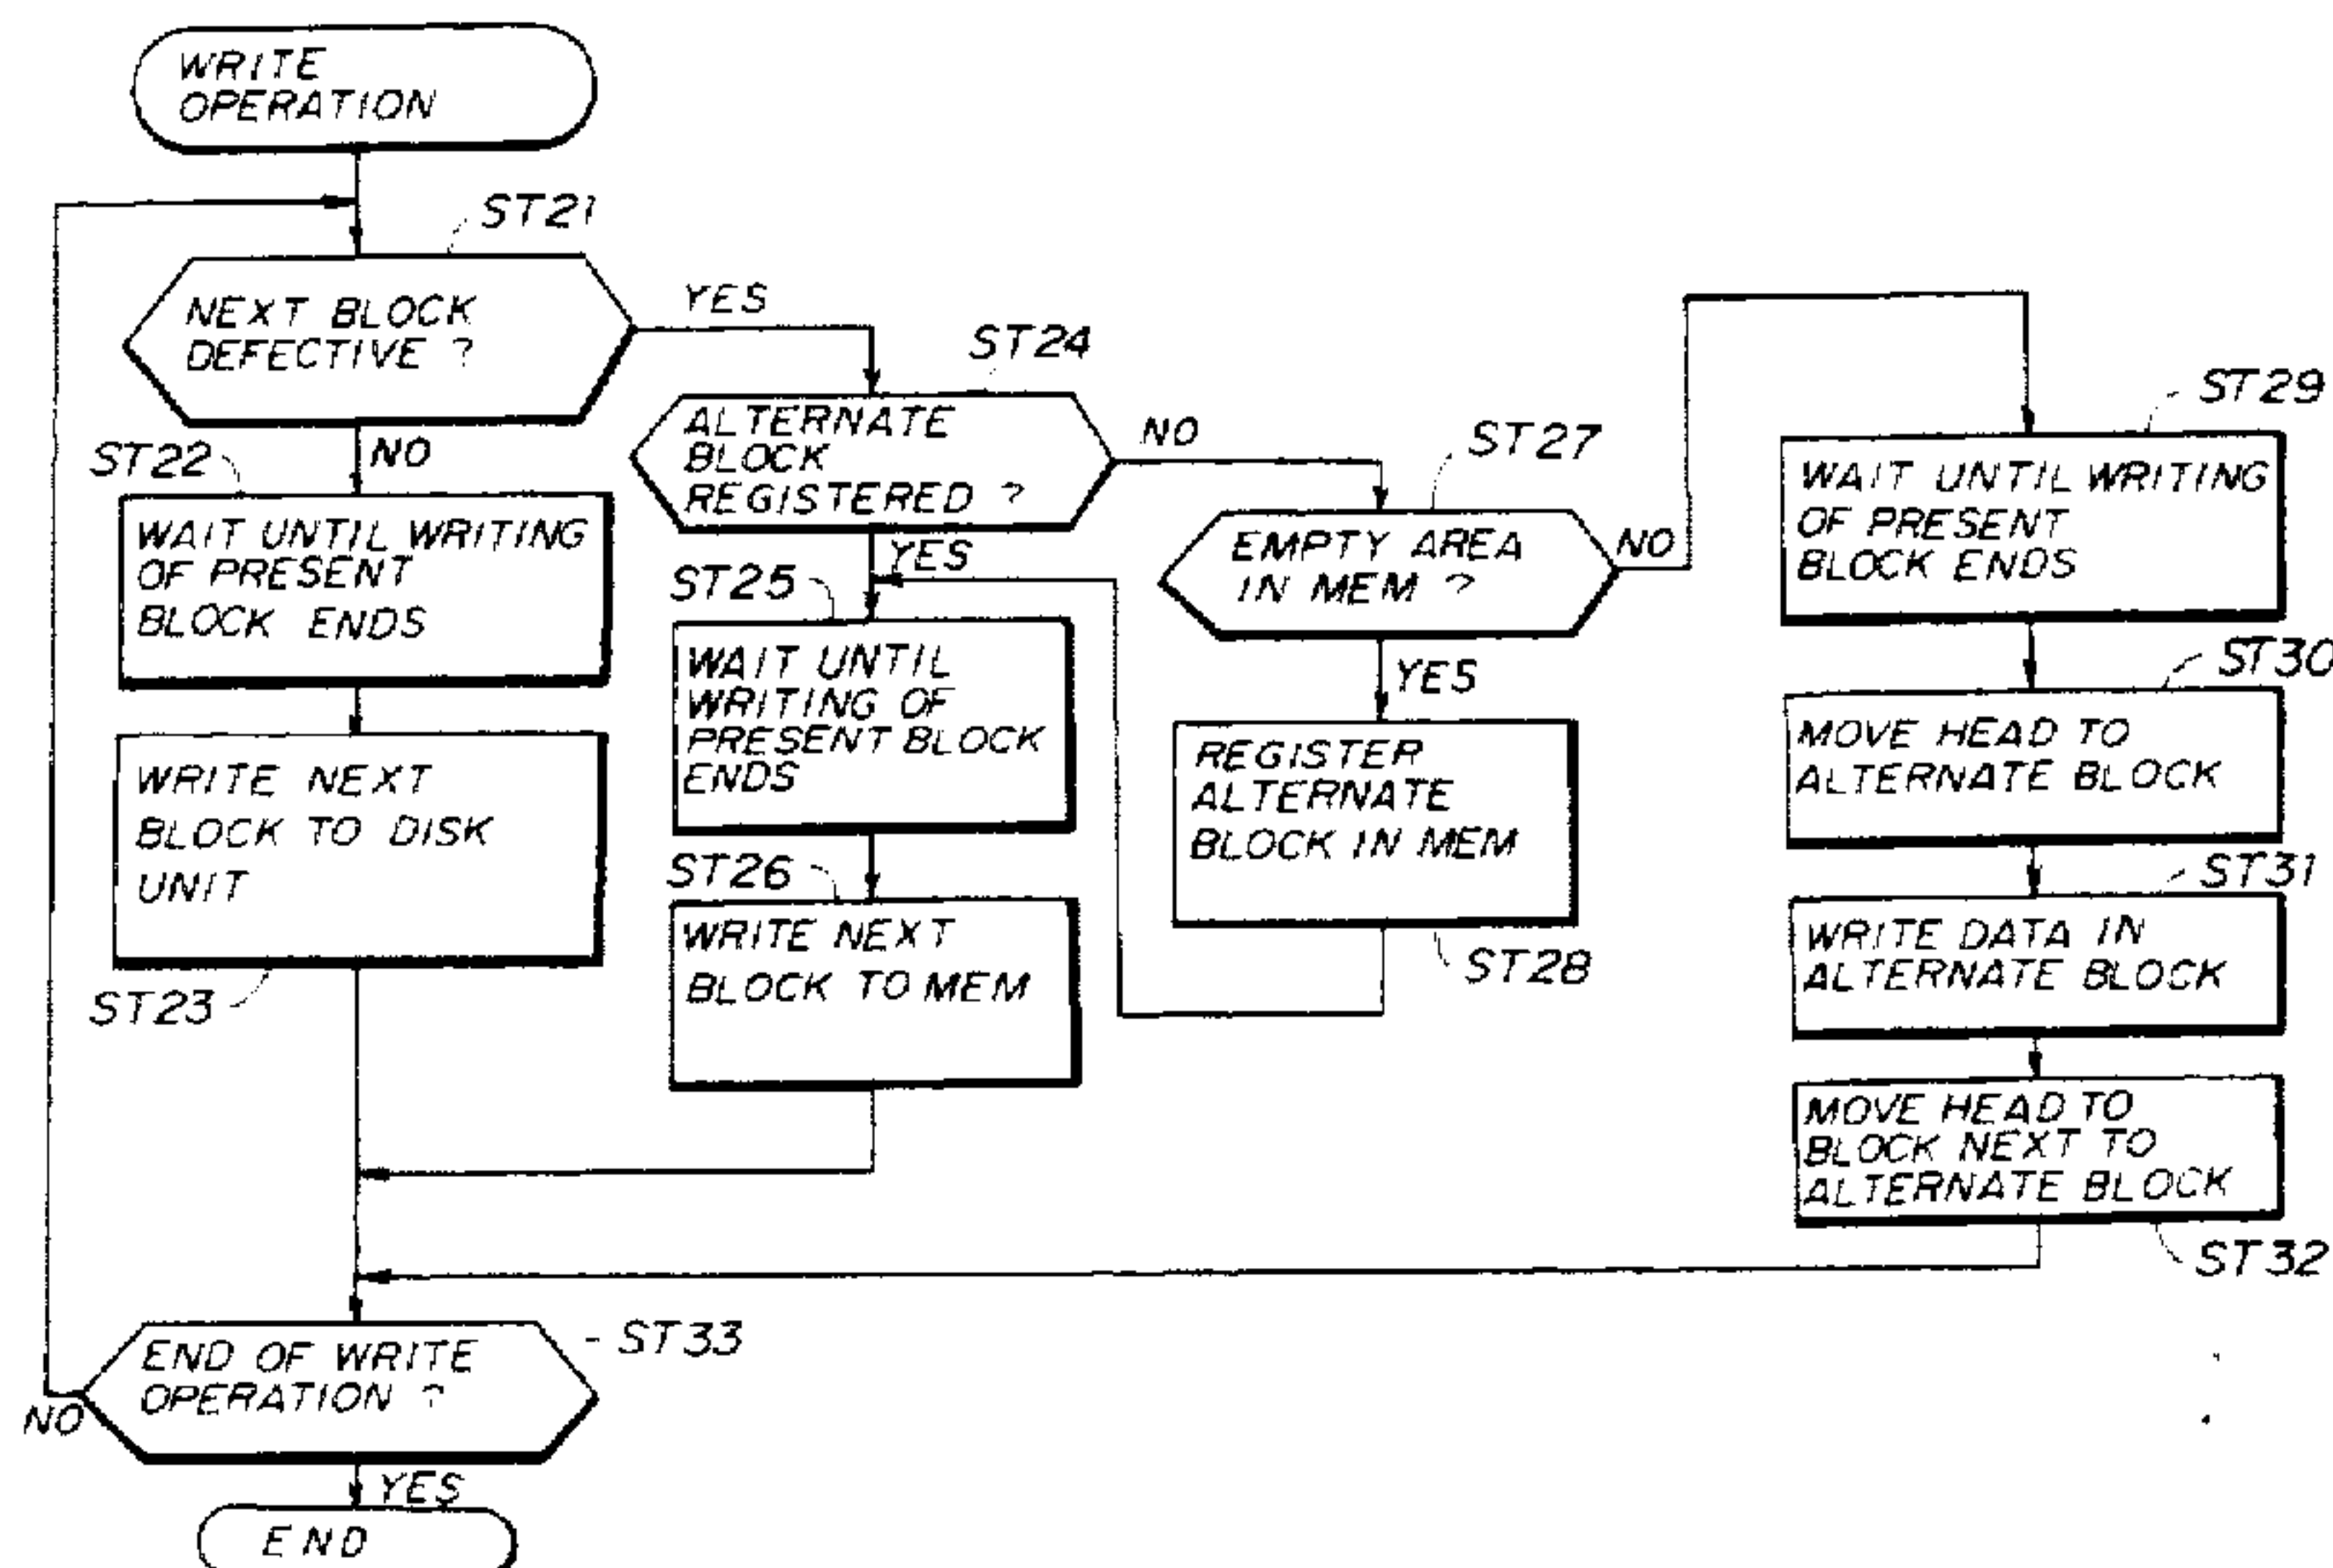 WRITE
OPERATION
ST21
NEXT BLOCK
DEFECTIVE ?
YES
NO
ST22
WAIT UNTIL WRITING
OF PRESENT
BLOCK ENDS
WRITE NEXT
BLOCK TO DISK
UNIT
ST23
ST24
ALTERNATE
BLOCK
REGISTERED ?
NO
YES
ST25
WAIT UNTIL
WRITING OF
PRESENT BLOCK
ENDS
ST26
WRITE NEXT
BLOCK TO MEM
ST27
EMPTY AREA
IN MEM ?
NO
YES
REGISTER
ALTERNATE
BLOCK IN MEM
ST28
ST29
WAIT UNTIL WRITING
OF PRESENT
BLOCK ENDS
ST30
MOVE HEAD TO
ALTERNATE BLOCK
ST31
WRITE DATA IN
ALTERNATE BLOCK
MOVE HEAD TO
BLOCK NEXT TO
ALTERNATE BLOCK
ST32
END OF WRITE
OPERATION ?
ST33
NO
YES
END